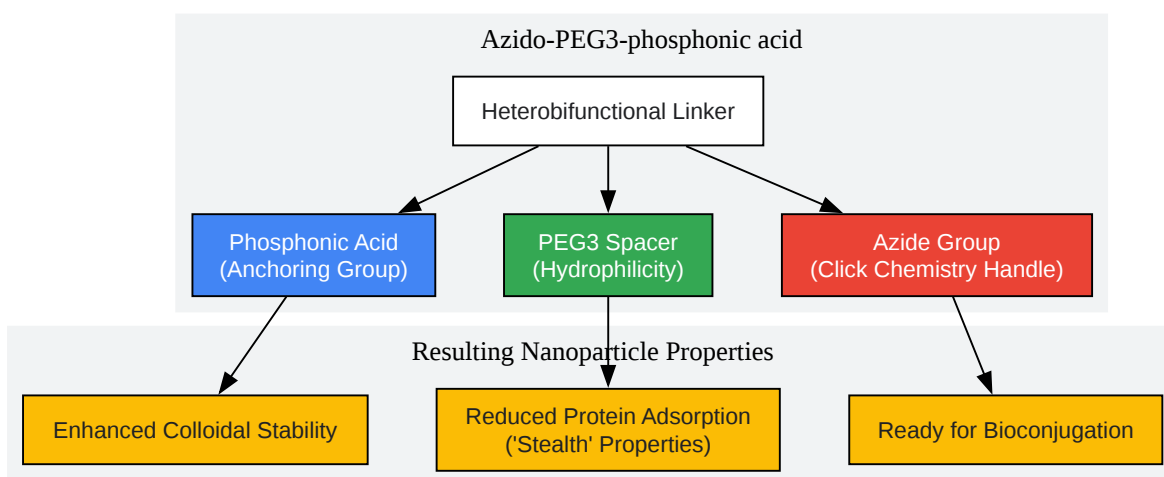 Azido-PEG3-phosphonic acid
Heterobifunctional Linker
Phosphonic Acid
(Anchoring Group)
PEG3 Spacer
(Hydrophilicity)
Azide Group
(Click Chemistry Handle)
Resulting Nanoparticle Properties
Enhanced Colloidal Stability
Reduced Protein Adsorption
('Stealth' Properties)
Ready for Bioconjugation